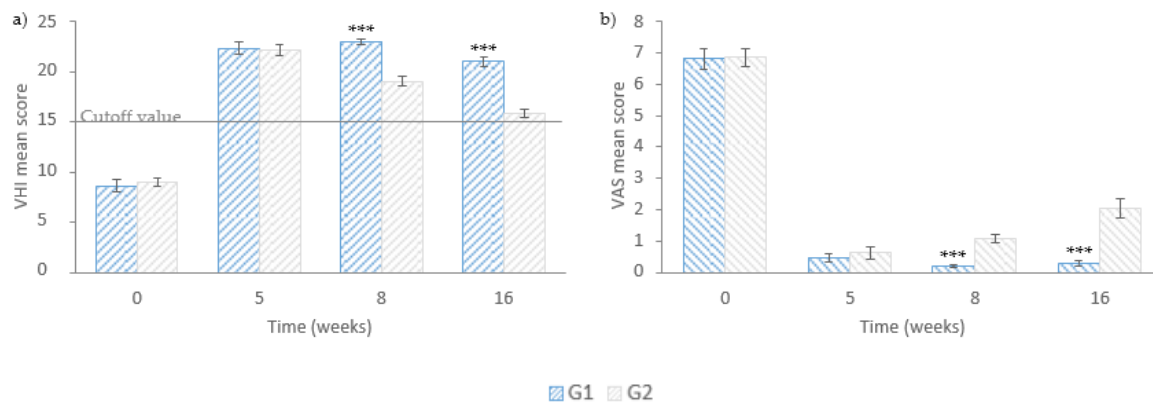 a)
VHI mean score
25
20
15
10
5
0
Cutoff value
***
***
0 5 8 16
Time (weeks)
b)
VAS mean score
8
7
6
5
4
3
2
1
0
***
***
0 5 8 16
Time (weeks)
G1 G2